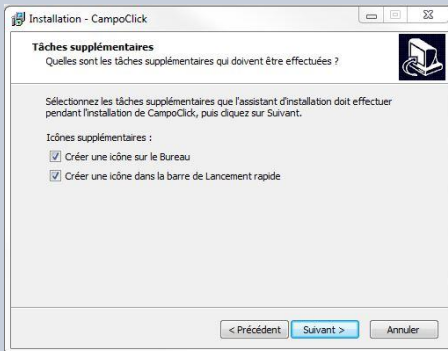 Installation - CampoClick
Tâches supplémentaires
Quelles sont les tâches supplémentaires qui doivent être effectuées ?
Sélectionnez les tâches supplémentaires que l'assistant d'installation doit effectuer
pendant l'installation de CampoClick, puis cliquez sur Suivant.
Icônes supplémentaires :
Créer une icône sur le Bureau
Créer une icône dans la barre de Lancement rapide
< Précédent Suivant > Annuler